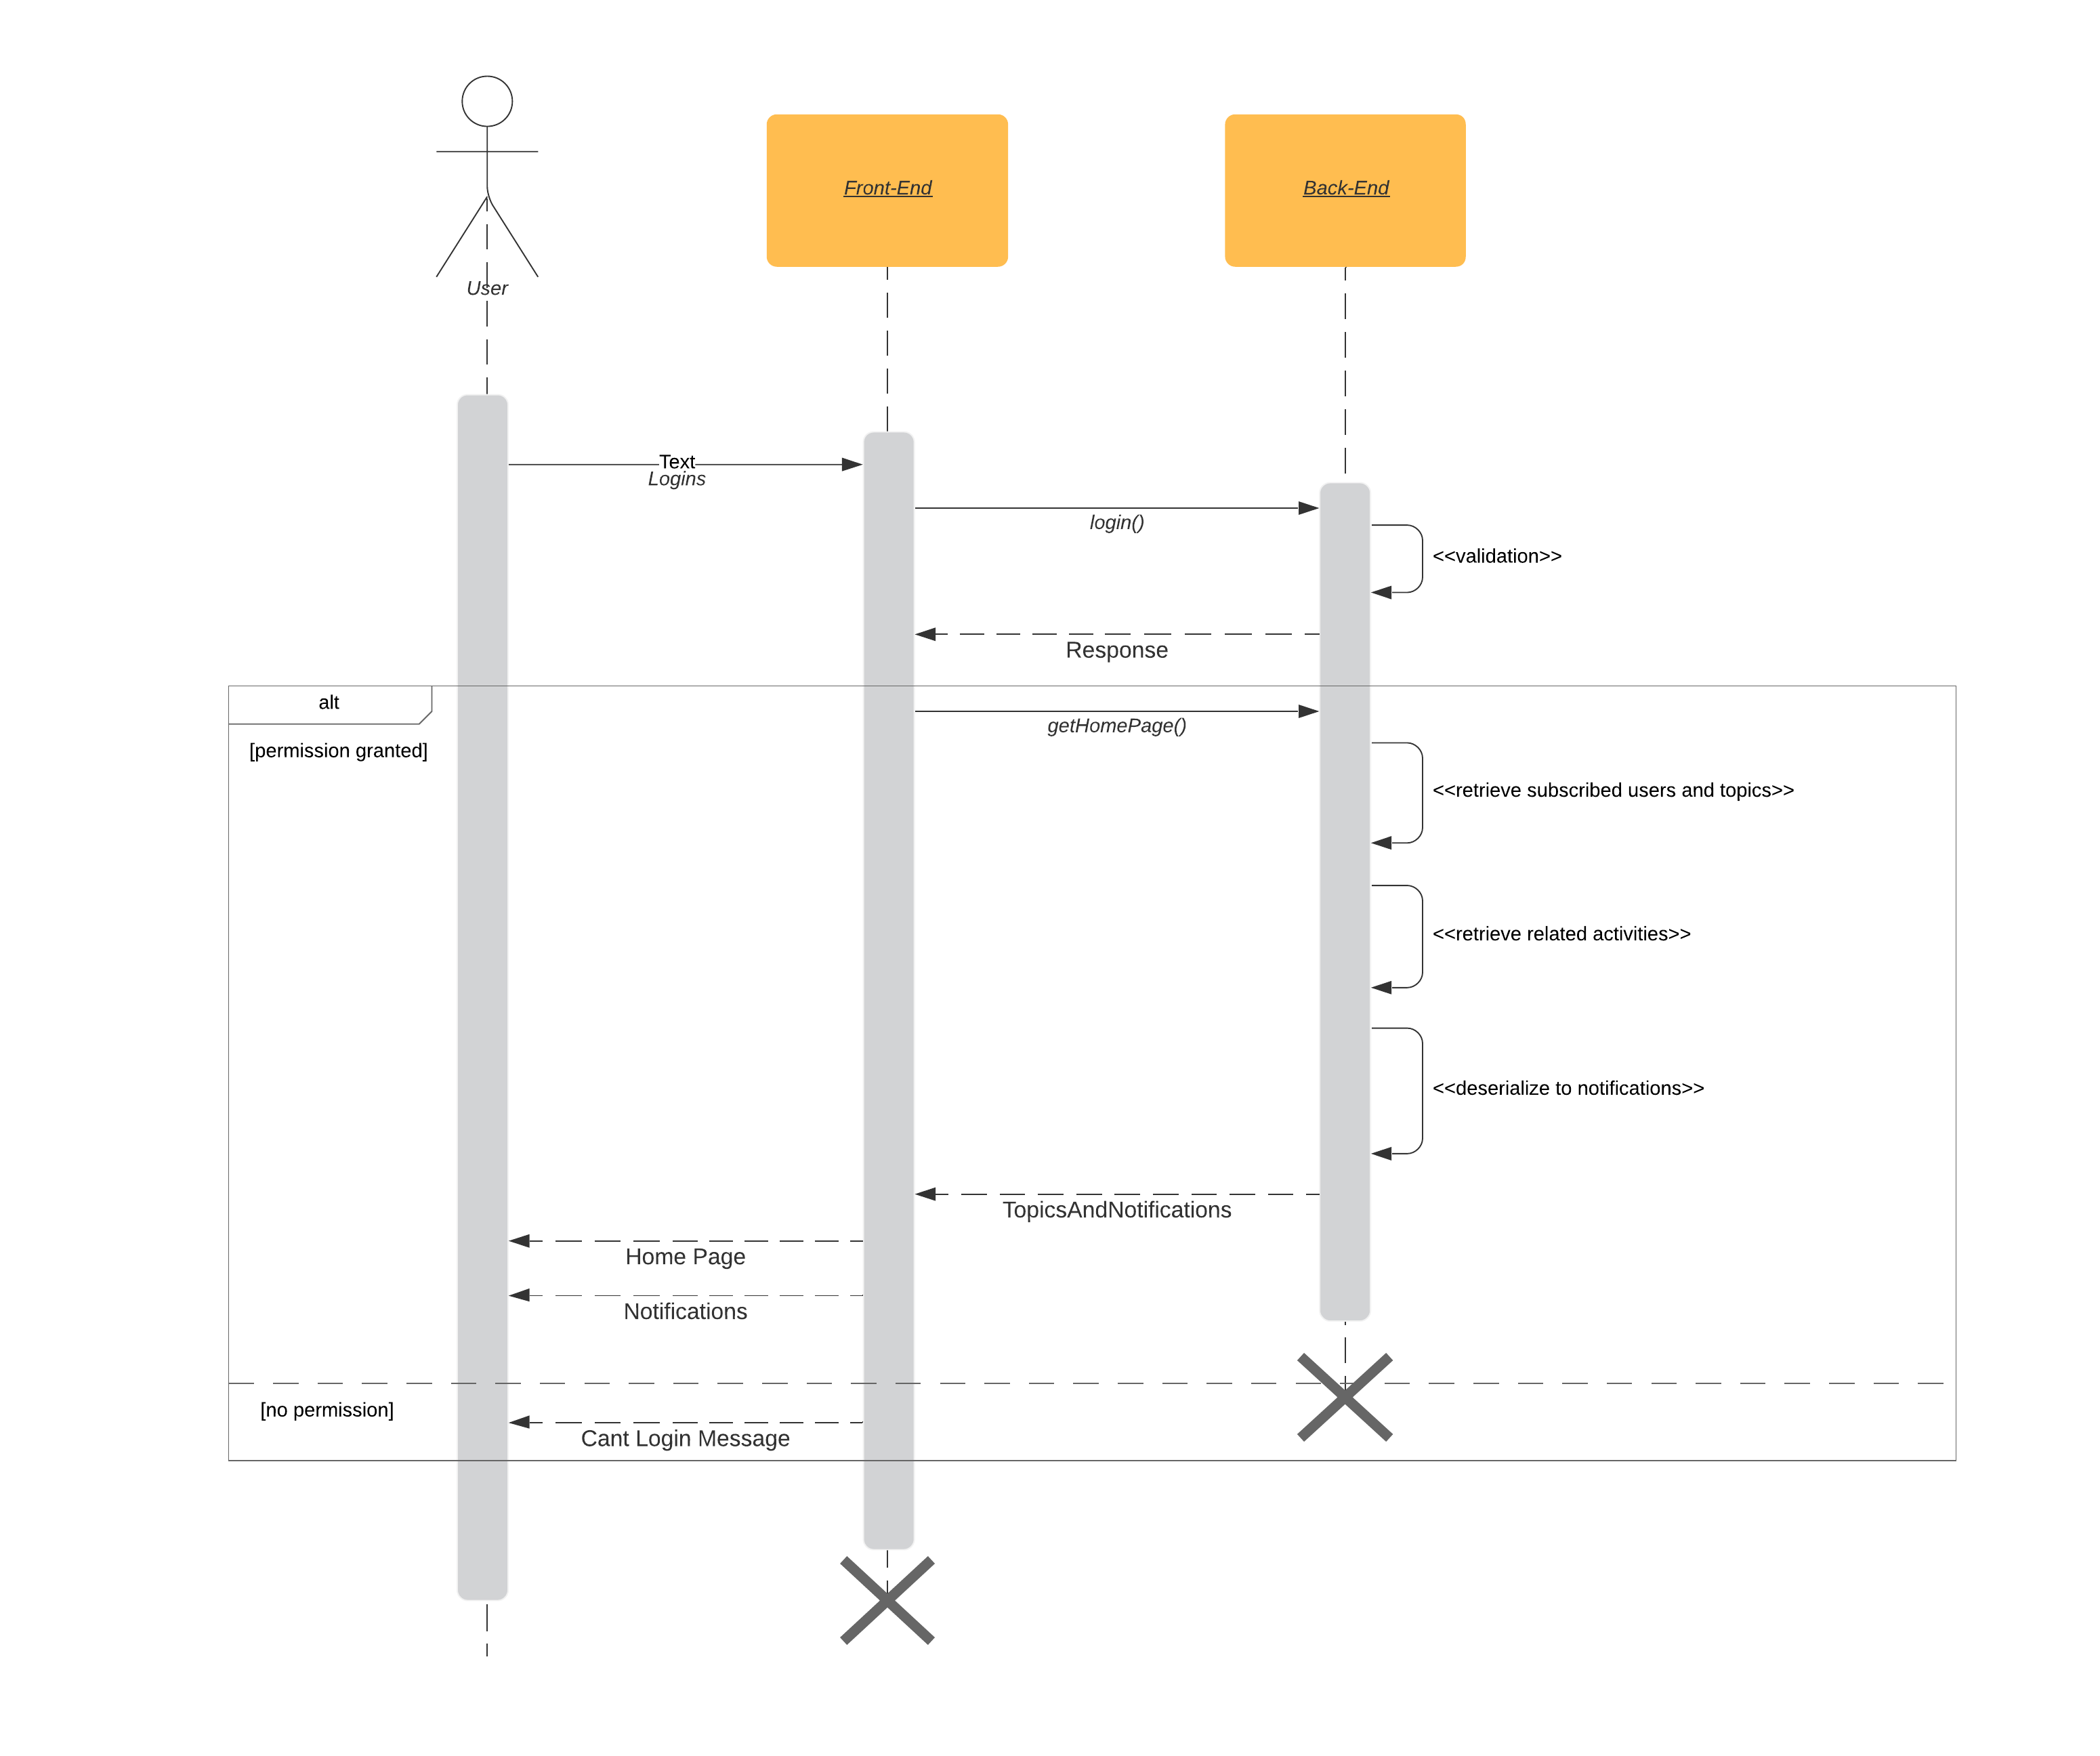 Front-End
Back-End
User
Text
Logins
login()
<<validation>>
Response
alt
getHomePage()
[permission granted]
<<retrieve subscribed users and topics>>
<<retrieve related activities>>
<<deserialize to notifications>>
TopicsAndNotifications
Home Page
Notifications
[no permission]
Cant Login Message